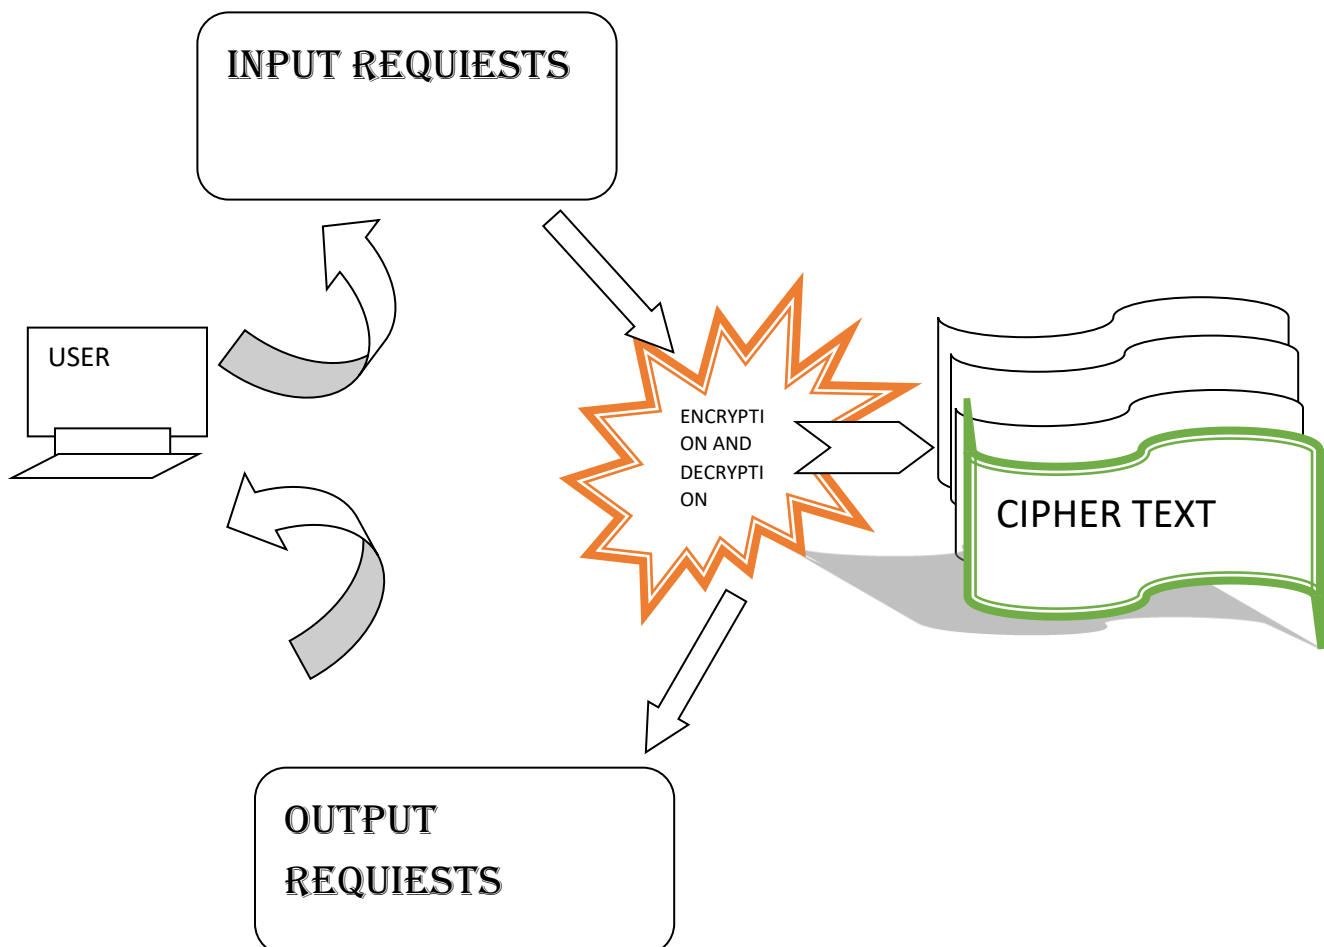 INPUT REQUIESTS
USER
ENCRYPTI
ON AND
DECRYPTI
ON
CIPHER TEXT
OUTPUT
REQUIESTS